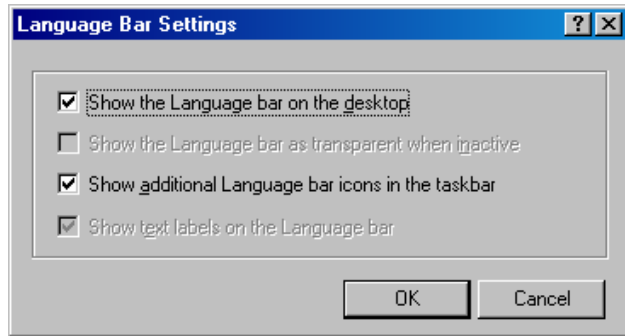 Language Bar Settings
Show the Language bar on the desktop
Show the Language bar as transparent when inactive
Show additional Language bar icons in the taskbar
Show text labels on the Language bar
OK Cancel